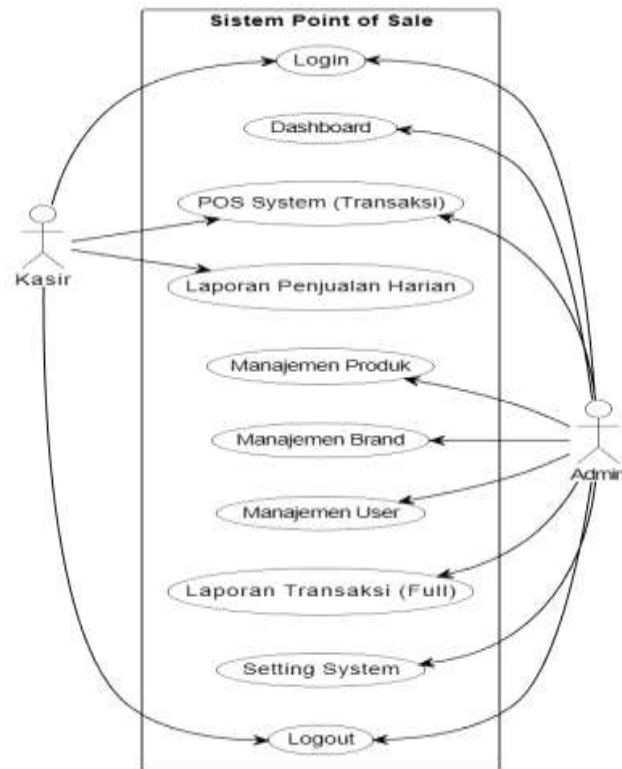 Sistem Point of Sale
Login
Dashboard
POS System (Transaksi)
Kasir
Laporan Penjualan Harian
Manajemen Produk
Manajemen Brand
Admin
Manajemen User
Laporan Transaksi (Full)
Setting System
Logout